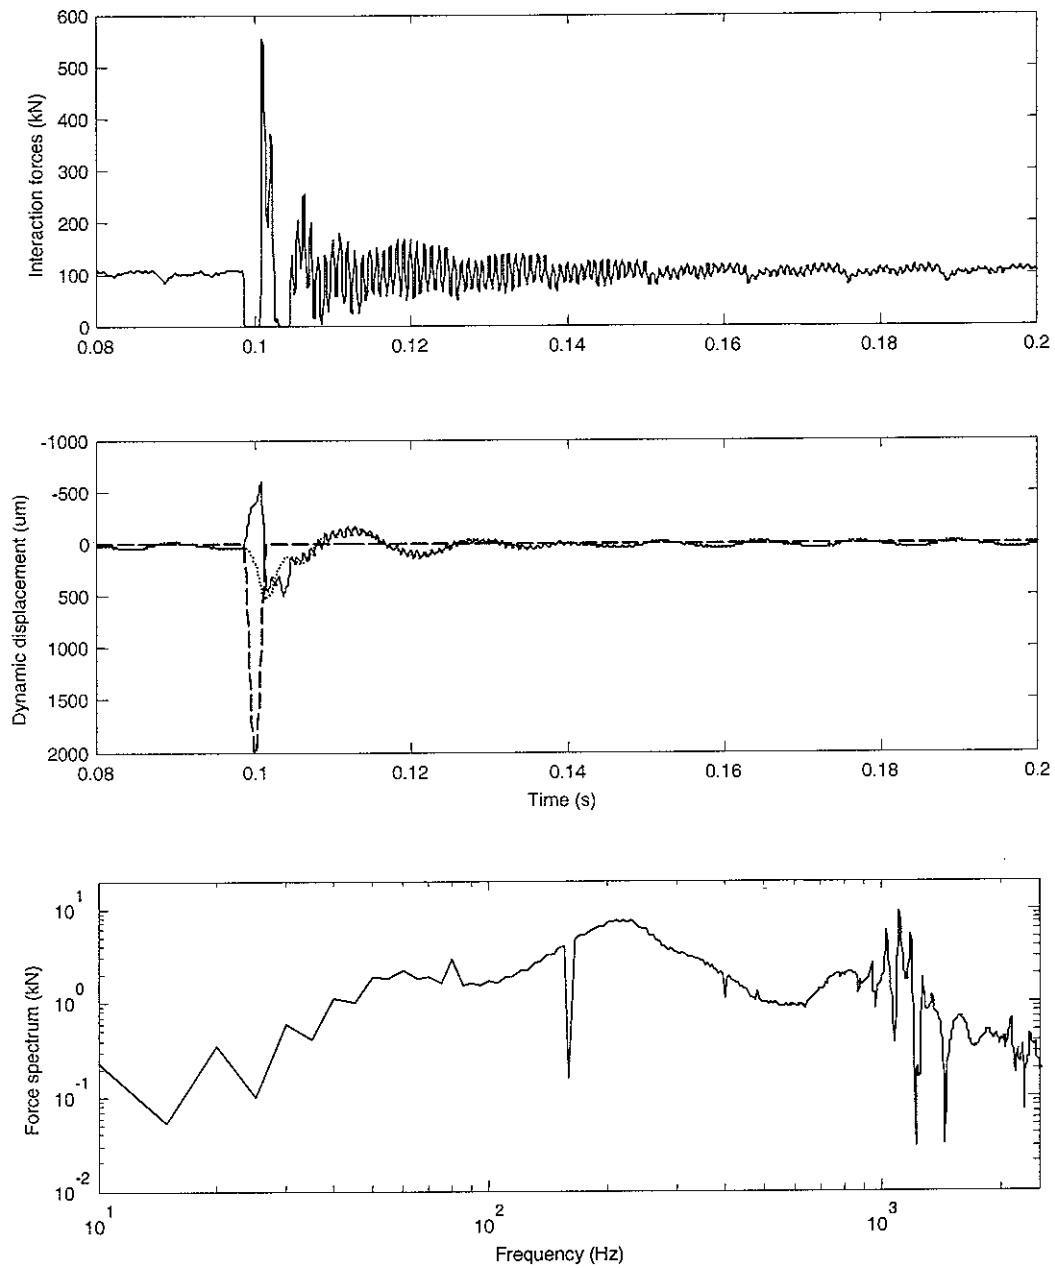 600
500
400
300
200
100
0
Interaction forces (kN)
0.08 0.1 0.12 0.14 0.16 0.18 0.2
-1000
-500
0
500
1000
1500
2000
Dynamic displacement (um)
0.08 0.1 0.12 0.14 0.16 0.18 0.2
Time (s)
10^1
10^0
10^-1
10^-2
Force spectrum (kN)
10^1 10^2 10^3
Frequency (Hz)